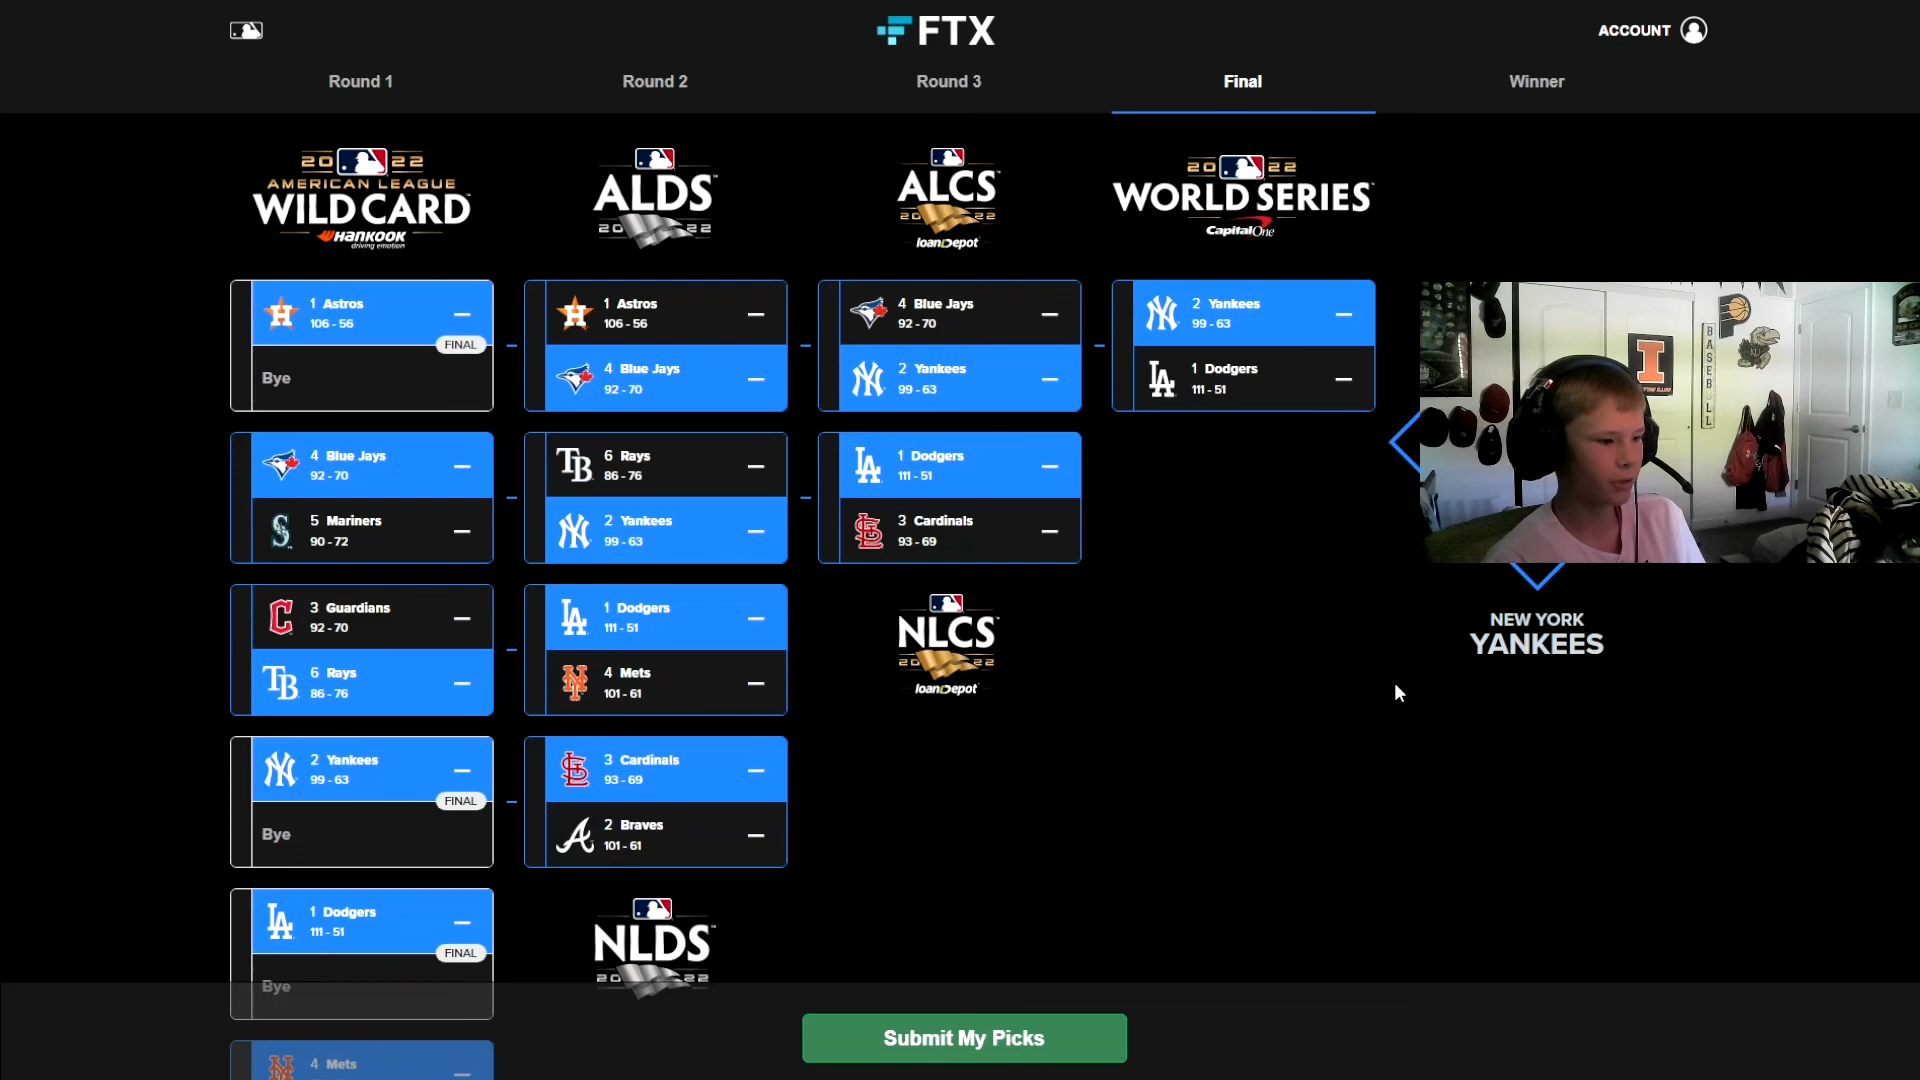 FTX
ACCOUNT
Round 1
Round 2
Round 3
Final
Winner
2022
AMERICAN LEAGUE
WILD CARD
HANKOOK
driving emotion
ALDS
2022
ALCS
2022
loanDepot
2022
WORLD SERIES
Capital One
1 Astros
106 - 56
FINAL
Bye
4 Blue Jays
92 - 70
5 Mariners
90 - 72
3 Guardians
92 - 70
6 Rays
86 - 76
2 Yankees
99 - 63
FINAL
Bye
1 Dodgers
111 - 51
FINAL
Bye
4 Mets
1 Astros
106 - 56
4 Blue Jays
92 - 70
6 Rays
86 - 76
2 Yankees
99 - 63
1 Dodgers
111 - 51
4 Mets
101 - 61
3 Cardinals
93 - 69
2 Braves
101 - 61
NLDS
2022
4 Blue Jays
92 - 70
2 Yankees
99 - 63
1 Dodgers
111 - 51
3 Cardinals
93 - 69
NLCS
2022
loanDepot
2 Yankees
99 - 63
1 Dodgers
111 - 51
BASEBALL
NEW YORK
YANKEES
Submit My Picks